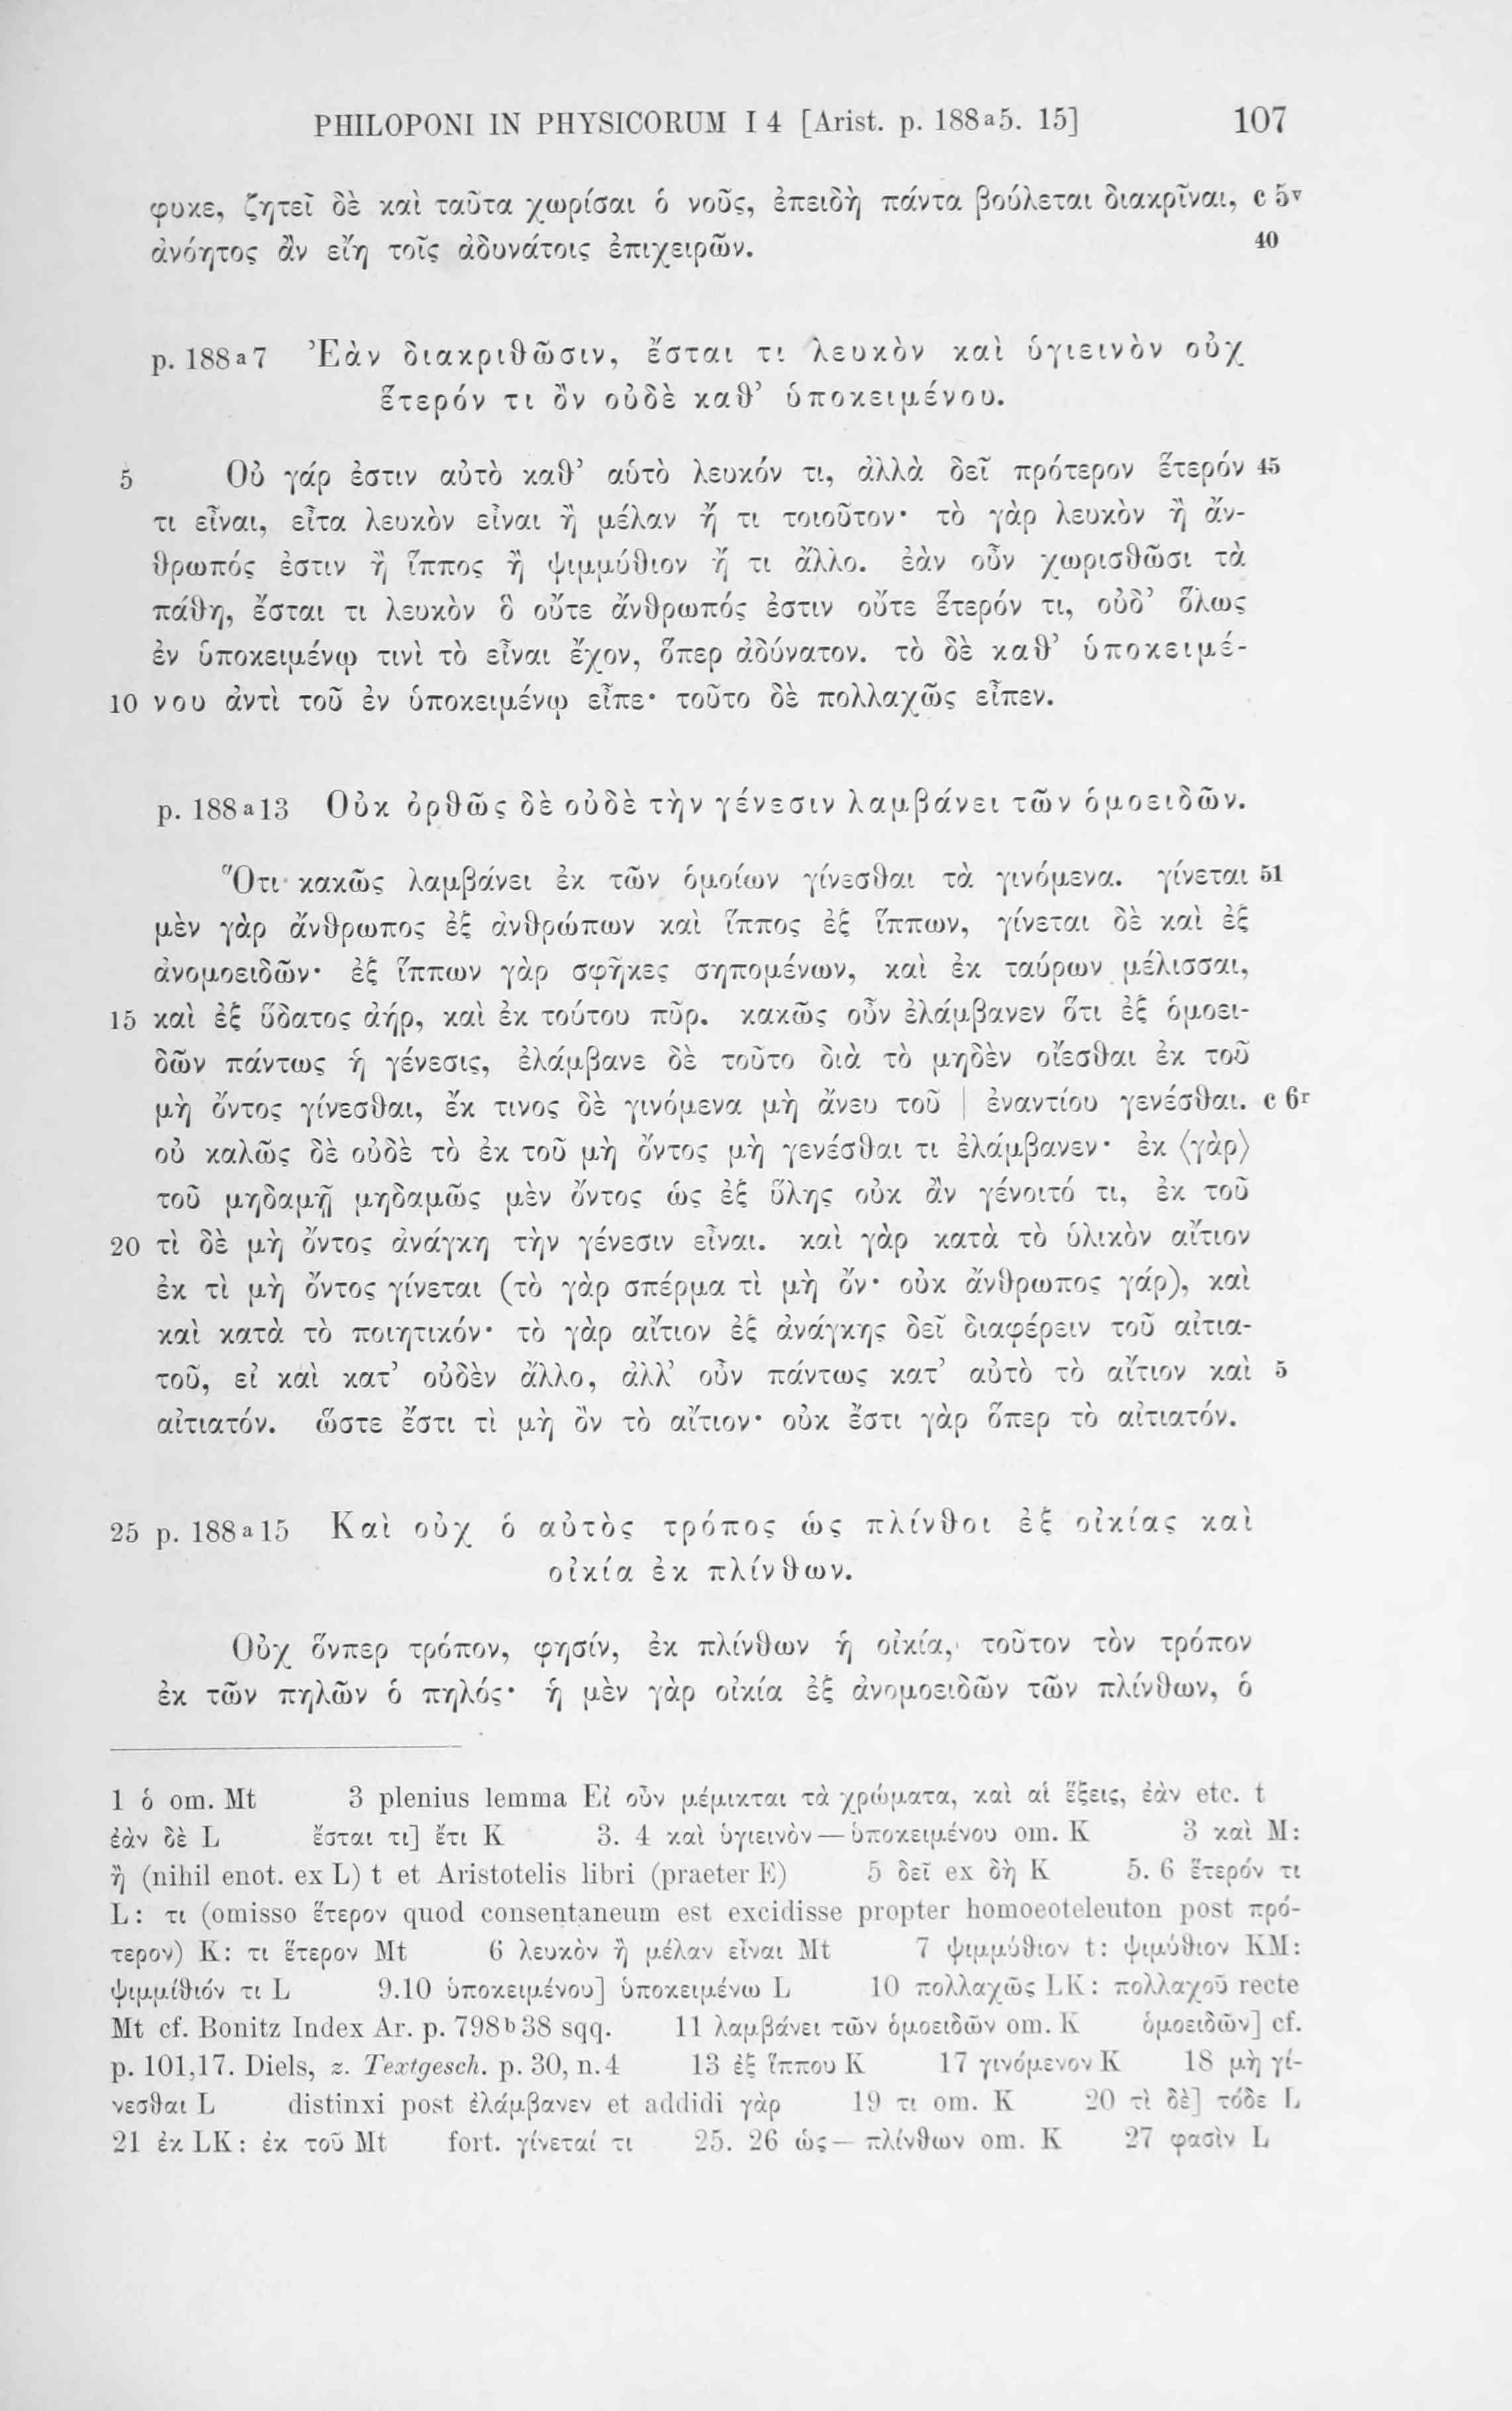 PHILOPONI IN PHYSICORUM I 4 [Arist. p. 188ᵃ5. 15] 107
φυκε, ζητεῖ δὲ καὶ ταῦτα χωρίσαι ὁ νοῦς, ἐπειδὴ πάντα βούλεται διακρῖναι, c 5ᵛ
ἀνόητος ἂν εἴη τοῖς ἀδυνάτοις ἐπιχειρῶν. 40
p. 188ᵃ7 Ἐὰν διακριθῶσιν, ἔσται τι λευκὸν καὶ ὑγιεινὸν οὐχ
ἕτερόν τι ὂν οὐδὲ καθ’ ὑποκειμένου.
5 Οὐ γάρ ἐστιν αὐτὸ καθ’ αὑτὸ λευκόν τι, ἀλλὰ δεῖ πρότερον ἕτερόν 45
τι εἶναι, εἶτα λευκὸν εἶναι ἢ μέλαν ἤ τι τοιοῦτον· τὸ γὰρ λευκὸν ἢ ἄν-
θρωπός ἐστιν ἢ ἵππος ἢ ψιμμύθιον ἤ τι ἄλλο. ἐὰν οὖν χωρισθῶσι τὰ
πάθη, ἔσται τι λευκὸν ὃ οὔτε ἄνθρωπός ἐστιν οὔτε ἕτερόν τι, οὐδ’ ὅλως
ἐν ὑποκειμένῳ τινὶ τὸ εἶναι ἔχον, ὅπερ ἀδύνατον. τὸ δὲ καθ’ ὑποκειμέ-
10 νου ἀντὶ τοῦ ἐν ὑποκειμένῳ εἶπε· τοῦτο δὲ πολλαχῶς εἶπεν.
p. 188ᵃ13 Οὐκ ὀρθῶς δὲ οὐδὲ τὴν γένεσιν λαμβάνει τῶν ὁμοειδῶν.
Ὅτι κακῶς λαμβάνει ἐκ τῶν ὁμοίων γίνεσθαι τὰ γινόμενα. γίνεται 51
μὲν γὰρ ἄνθρωπος ἐξ ἀνθρώπων καὶ ἵππος ἐξ ἵππων, γίνεται δὲ καὶ ἐξ
ἀνομοειδῶν· ἐξ ἵππων γὰρ σφῆκες σηπομένων, καὶ ἐκ ταύρων μέλισσαι,
15 καὶ ἐξ ὕδατος ἀήρ, καὶ ἐκ τούτου πῦρ. κακῶς οὖν ἐλάμβανεν ὅτι ἐξ ὁμοει-
δῶν πάντως ἡ γένεσις, ἐλάμβανε δὲ τοῦτο διὰ τὸ μηδὲν οἴεσθαι ἐκ τοῦ
μὴ ὄντος γίνεσθαι, ἔκ τινος δὲ γινόμενα μὴ ἄνευ τοῦ | ἐναντίου γενέσθαι. c 6ʳ
οὐ καλῶς δὲ οὐδὲ τὸ ἐκ τοῦ μὴ ὄντος μὴ γενέσθαι τι ἐλάμβανεν· ἐκ ⟨γὰρ⟩
τοῦ μηδαμῇ μηδαμῶς μὲν ὄντος ὡς ἐξ ὕλης οὐκ ἂν γένοιτό τι, ἐκ τοῦ
20 τὶ δὲ μὴ ὄντος ἀνάγκη τὴν γένεσιν εἶναι. καὶ γὰρ κατὰ τὸ ὑλικὸν αἴτιον
ἐκ τὶ μὴ ὄντος γίνεται (τὸ γὰρ σπέρμα τὶ μὴ ὄν· οὐκ ἄνθρωπος γάρ), καὶ
καὶ κατὰ τὸ ποιητικόν· τὸ γὰρ αἴτιον ἐξ ἀνάγκης δεῖ διαφέρειν τοῦ αἰτια-
τοῦ, εἰ καὶ κατ’ οὐδὲν ἄλλο, ἀλλ’ οὖν πάντως κατ’ αὐτὸ τὸ αἴτιον καὶ 5
αἰτιατόν. ὥστε ἔστι τὶ μὴ ὂν τὸ αἴτιον· οὐκ ἔστι γὰρ ὅπερ τὸ αἰτιατόν.
25 p. 188ᵃ15 Καὶ οὐχ ὁ αὐτὸς τρόπος ὡς πλίνθοι ἐξ οἰκίας καὶ
οἰκία ἐκ πλίνθων.
Οὐχ ὅνπερ τρόπον, φησίν, ἐκ πλίνθων ἡ οἰκία, τοῦτον τὸν τρόπον
ἐκ τῶν πηλῶν ὁ πηλός· ἡ μὲν γὰρ οἰκία ἐξ ἀνομοειδῶν τῶν πλίνθων, ὁ
1 ὁ om. Mt 3 plenius lemma Εἰ οὖν μέμικται τὰ χρώματα, καὶ αἱ ἕξεις, ἐὰν etc. t
ἐὰν δὲ L ἔσται τι] ἔτι K 3. 4 καὶ ὑγιεινὸν — ὑποκειμένου om. K 3 καὶ M:
ἢ (nihil enot. ex L) t et Aristotelis libri (praeter E) 5 δεῖ ex δὴ K 5. 6 ἕτερόν τι
L: τι (omisso ἕτερον quod consentaneum est excidisse propter homoeoteleuton post πρό-
τερον) K: τι ἕτερον Mt 6 λευκὸν ἢ μέλαν εἶναι Mt 7 ψιμμύθιον t: ψιμύθιον KM:
ψιμμίθιόν τι L 9.10 ὑποκειμένου] ὑποκειμένω L 10 πολλαχῶς LK: πολλαχοῦ recte
Mt cf. Bonitz Index Ar. p. 798ᵇ38 sqq. 11 λαμβάνει τῶν ὁμοειδῶν om. K ὁμοειδῶν] cf.
p. 101,17. Diels, z. Textgesch. p. 30, n. 4 13 ἐξ ἵππου K 17 γινόμενον K 18 μὴ γί-
νεσθαι L distinxi post ἐλάμβανεν et addidi γὰρ 19 τι om. K 20 τὶ δὲ] τόδε L
21 ἐκ LK: ἐκ τοῦ Mt fort. γίνεταί τι 25. 26 ὡς — πλίνθων om. K 27 φασὶν L